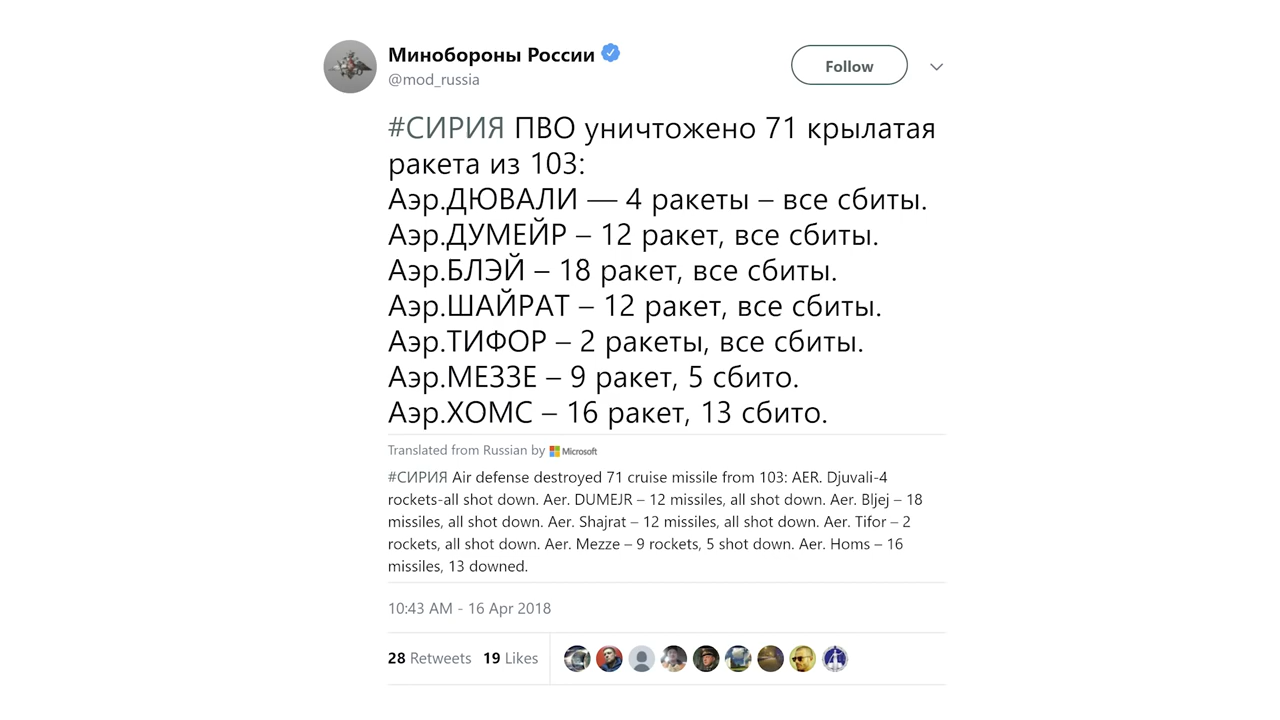 Минобороны России
@mod_russia
Follow
#СИРИЯ ПВО уничтожено 71 крылатая
ракета из 103:
Аэр.ДЮВАЛИ — 4 ракеты – все сбиты.
Аэр.ДУМЕЙР – 12 ракет, все сбиты.
Аэр.БЛЭЙ – 18 ракет, все сбиты.
Аэр.ШАЙРАТ – 12 ракет, все сбиты.
Аэр.ТИФОР – 2 ракеты, все сбиты.
Аэр.МЕЗЗЕ – 9 ракет, 5 сбито.
Аэр.ХОМС – 16 ракет, 13 сбито.
Translated from Russian by Microsoft
#СИРИЯ Air defense destroyed 71 cruise missile from 103: AER. Djuvali-4
rockets-all shot down. Aer. DUMEJR – 12 missiles, all shot down. Aer. Bljej – 18
missiles, all shot down. Aer. Shajrat – 12 missiles, all shot down. Aer. Tifor – 2
rockets, all shot down. Aer. Mezze – 9 rockets, 5 shot down. Aer. Homs – 16
missiles, 13 downed.
10:43 AM - 16 Apr 2018
28 Retweets 19 Likes